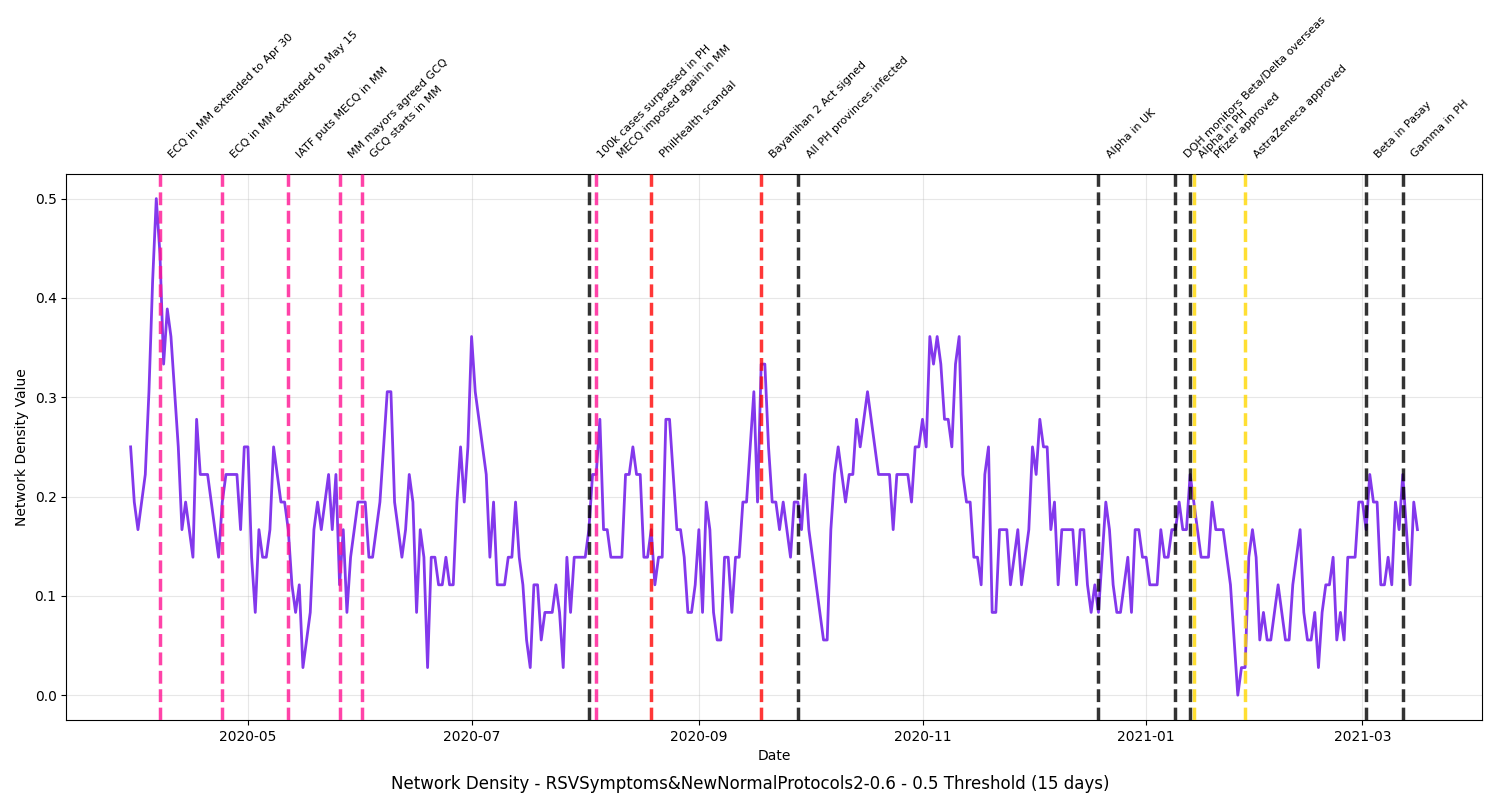 ECQ in MM extended to Apr 30
ECQ in MM extended to May 15
IATF puts MECQ in MM
MM mayors agreed GCQ
GCQ starts in MM
100k cases surpassed in PH
MECQ imposed again in MM
PhilHealth scandal
Bayanihan 2 Act signed
All PH provinces infected
Alpha in UK
DOH monitors Beta/Delta overseas
Alpha in PH
Pfizer approved
AstraZeneca approved
Beta in Pasay
Gamma in PH
Network Density Value
0.5
0.4
0.3
0.2
0.1
0.0
2020-05
2020-07
2020-09
2020-11
2021-01
2021-03
Date
Network Density - RSVSymptoms&NewNormalProtocols2-0.6 - 0.5 Threshold (15 days)